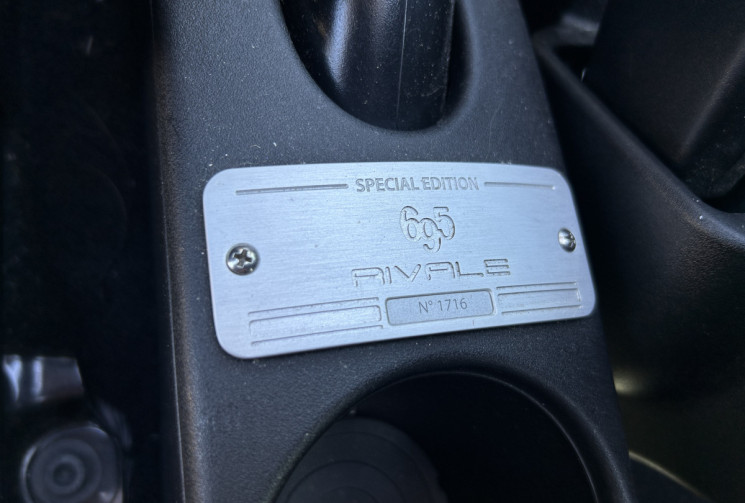 SPECIAL EDITION
695
RIVALE
N° 1716